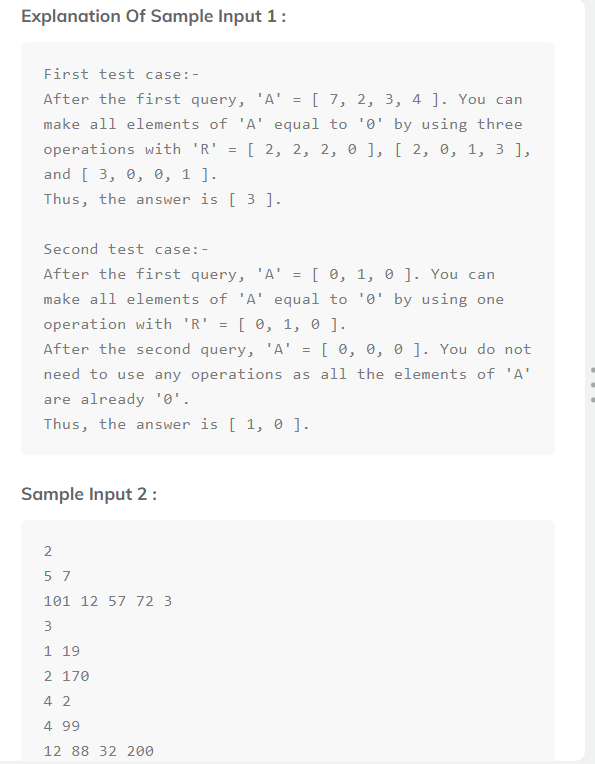 Explanation Of Sample Input 1 :
First test case:-
After the first query, 'A' = [ 7, 2, 3, 4 ]. You can
make all elements of 'A' equal to '0' by using three
operations with 'R' = [ 2, 2, 2, 0 ], [ 2, 0, 1, 3 ],
and [ 3, 0, 0, 1 ].
Thus, the answer is [ 3 ].
Second test case:-
After the first query, 'A' = [ 0, 1, 0 ]. You can
make all elements of 'A' equal to '0' by using one
operation with 'R' = [ 0, 1, 0 ].
After the second query, 'A' = [ 0, 0, 0 ]. You do not
need to use any operations as all the elements of 'A'
are already '0'.
Thus, the answer is [ 1, 0 ].
Sample Input 2 :
2
5 7
101 12 57 72 3
3
1 19
2 170
4 2
4 99
12 88 32 200